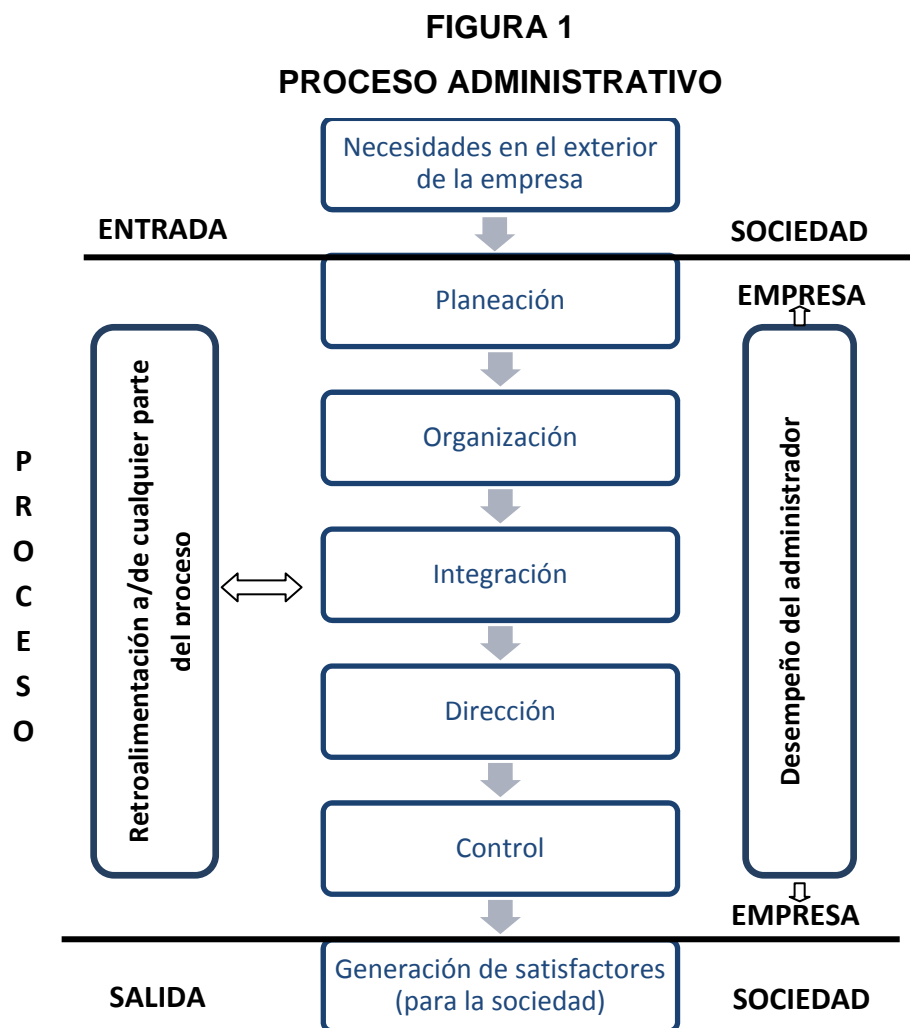 FIGURA 1
PROCESO ADMINISTRATIVO
Necesidades en el exterior
de la empresa
ENTRADA
SOCIEDAD
Planeación
EMPRESA
Organización
PROCESO
Retroalimentación a/de cualquier parte
del proceso
Integración
Desempeño del administrador
Dirección
Control
EMPRESA
Generación de satisfactores
(para la sociedad)
SALIDA
SOCIEDAD